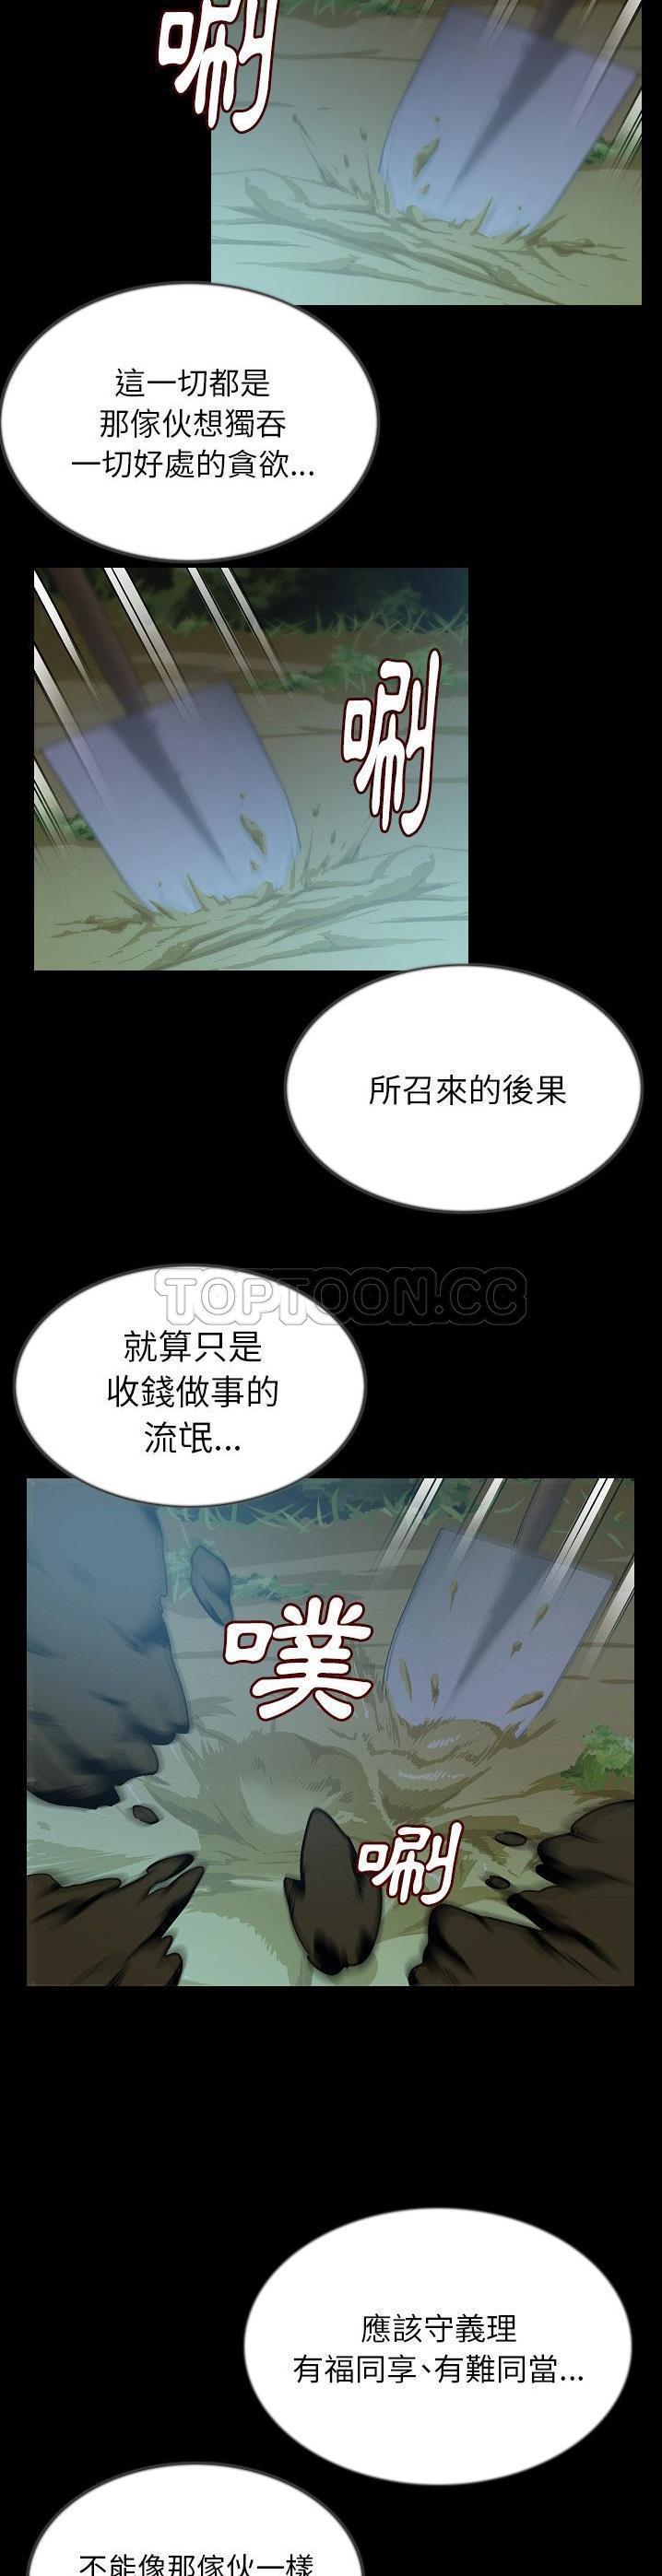 唰
這一切都是
那傢伙想獨吞
一切好處的貪欲...
唰
所召來的後果
TOPTOON.CC
就算只是
收錢做事的
流氓...
噗
唰
應該守義理
有福同享、有難同當...
不能像那傢伙一樣